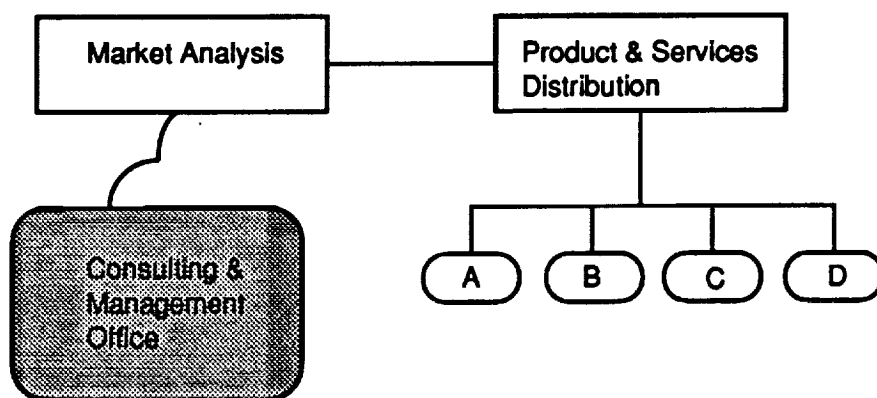 Market Analysis
Product & Services
Distribution
Consulting &
Management
Office
A
B
C
D